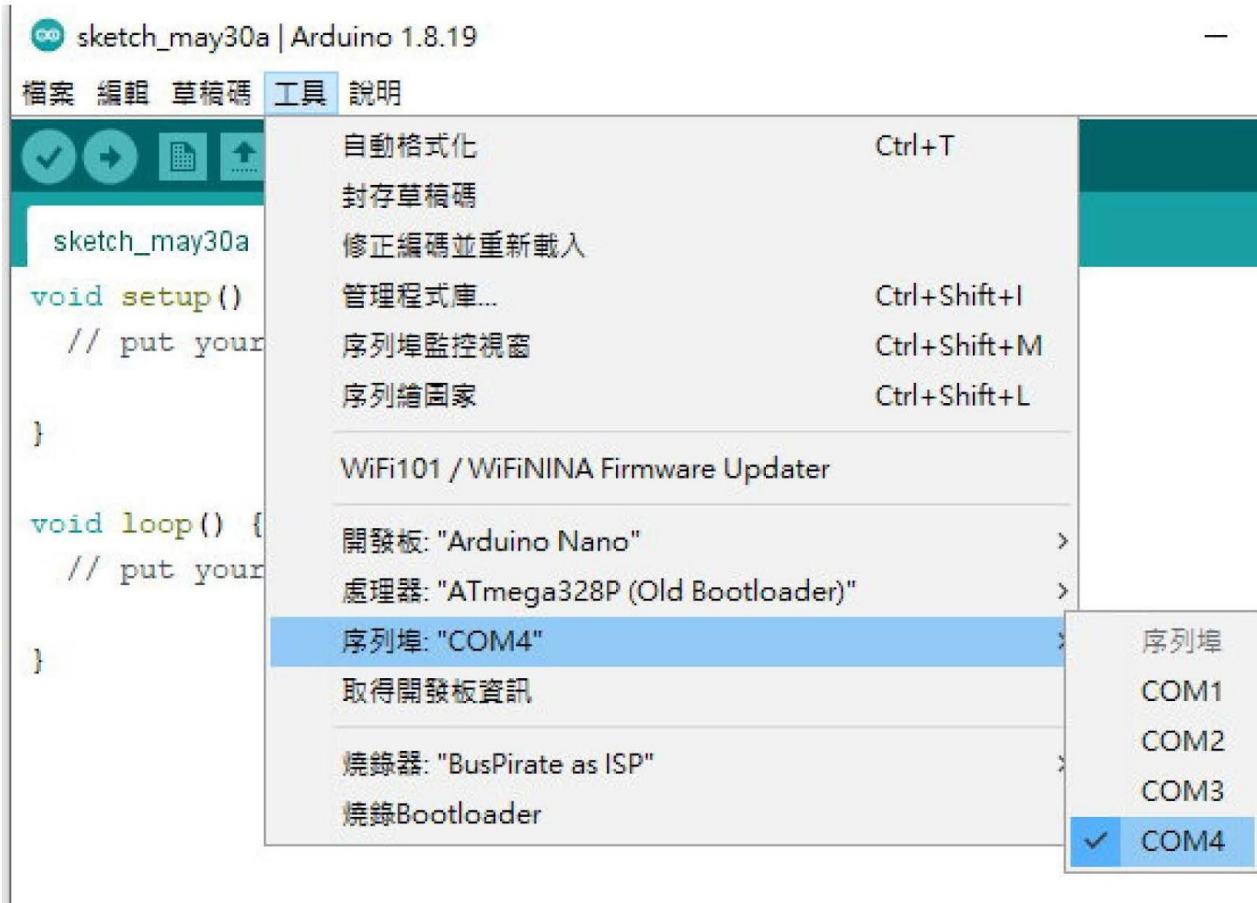 sketch_may30a | Arduino 1.8.19
檔案 編輯 草稿碼 工具 說明
自動格式化 Ctrl+T
封存草稿碼
sketch_may30a
修正編碼並重新載入
void setup()
管理程式庫... Ctrl+Shift+I
// put your
序列埠監控視窗 Ctrl+Shift+M
序列繪圖家 Ctrl+Shift+L
}
WiFi101 / WiFiNINA Firmware Updater
void loop() {
開發板: "Arduino Nano"
// put your
處理器: "ATmega328P (Old Bootloader)"
序列埠: "COM4"
}
取得開發板資訊
燒錄器: "BusPirate as ISP"
燒錄Bootloader
序列埠
COM1
COM2
COM3
COM4